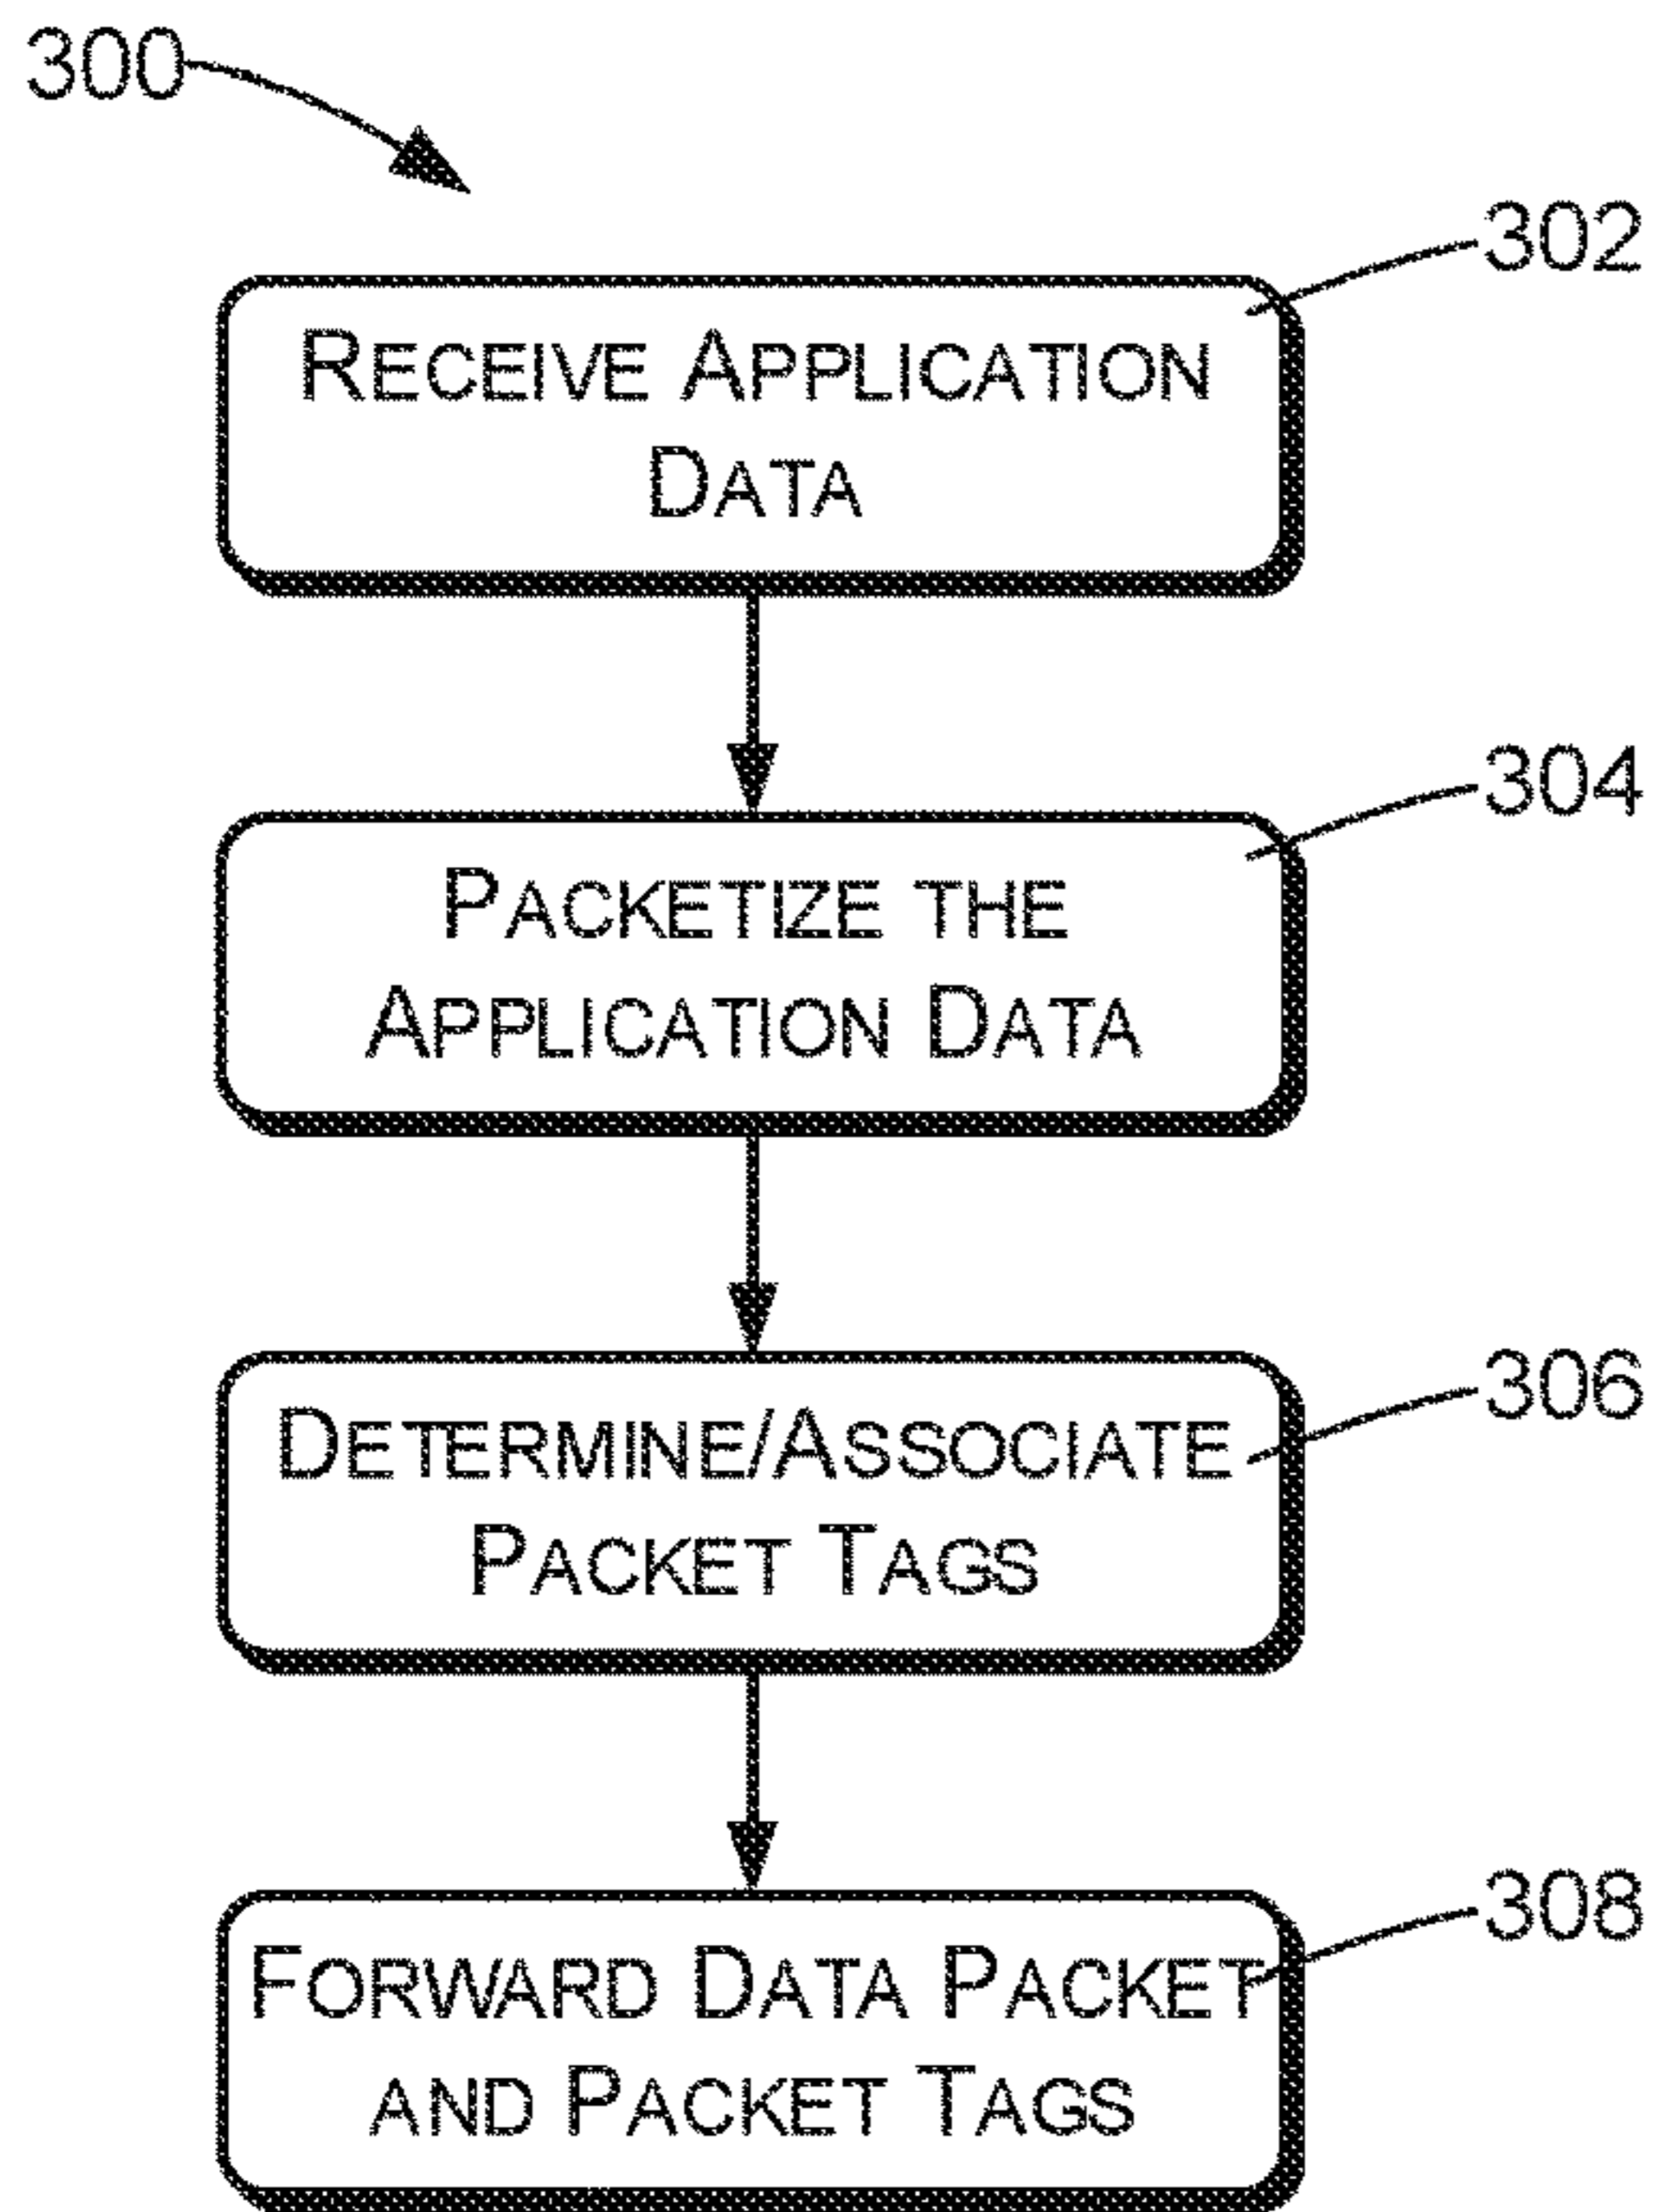 300
302
RECEIVE APPLICATION
DATA
304
PACKETIZE THE
APPLICATION DATA
306
DETERMINE/ASSOCIATE
PACKET TAGS
308
FORWARD DATA PACKET
AND PACKET TAGS